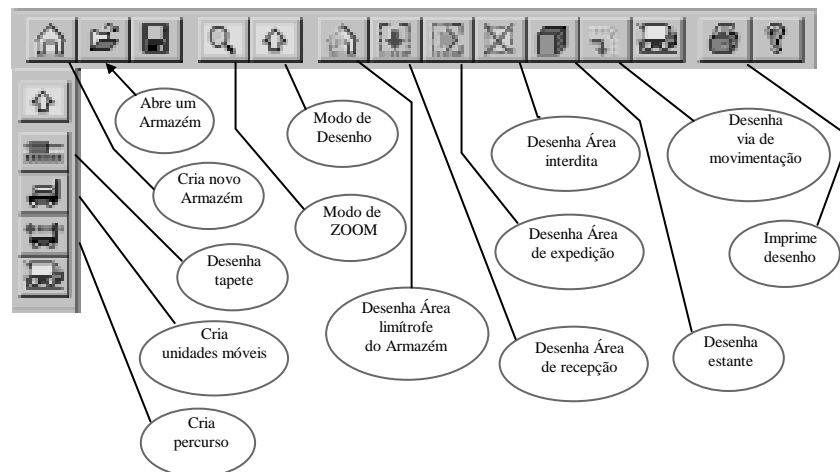 Abre um
Armazém
Modo de
Desenho
Desenha Área
interdita
Desenha
via de
movimentação
Cria novo
Armazém
Modo de
ZOOM
Desenha Área
de expedição
Imprime
desenho
Desenha
tapete
Desenha Área
limítrofe
do Armazém
Cria
unidades móveis
Desenha Área
de recepção
Desenha
estante
Cria
percurso